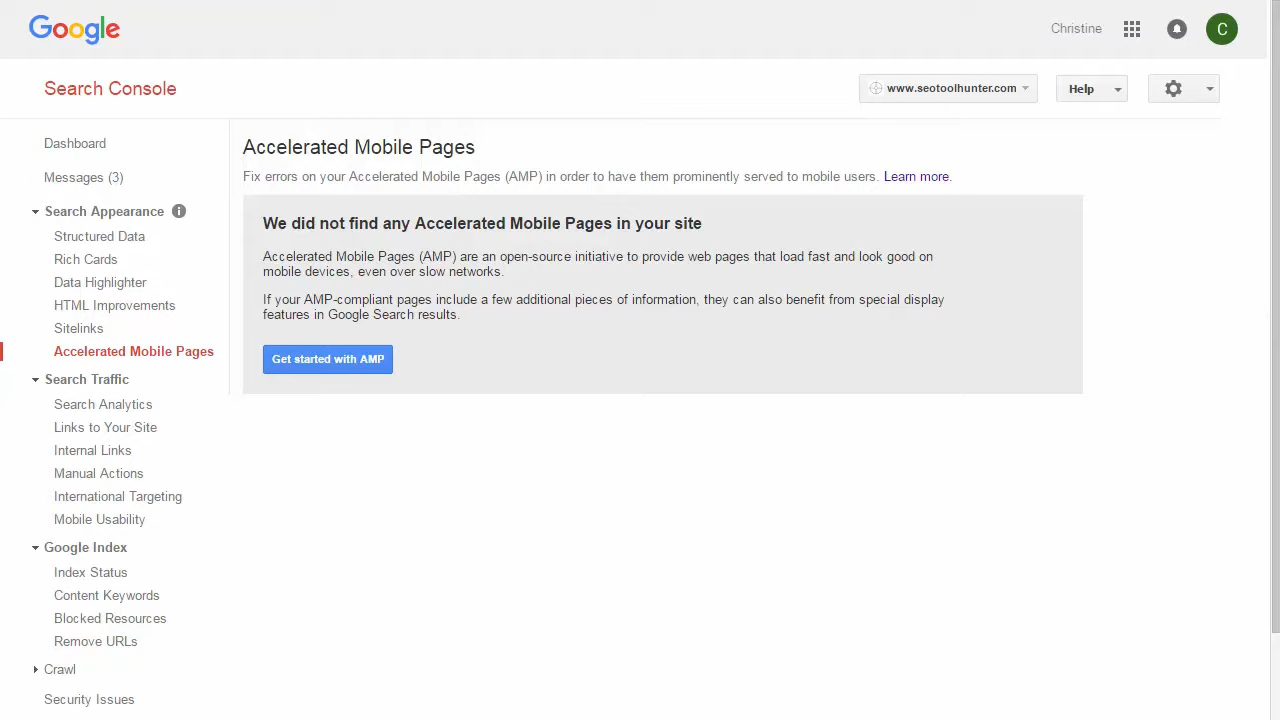 Google
Christine
C
Search Console
www.seotoolhunter.com
Help
Dashboard
Messages (3)
Search Appearance
i
Structured Data
Rich Cards
Data Highlighter
HTML Improvements
Sitelinks
Accelerated Mobile Pages
Search Traffic
Search Analytics
Links to Your Site
Internal Links
Manual Actions
International Targeting
Mobile Usability
Google Index
Index Status
Content Keywords
Blocked Resources
Remove URLs
Crawl
Security Issues
Accelerated Mobile Pages
Fix errors on your Accelerated Mobile Pages (AMP) in order to have them prominently served to mobile users. Learn more.
We did not find any Accelerated Mobile Pages in your site
Accelerated Mobile Pages (AMP) are an open-source initiative to provide web pages that load fast and look good on
mobile devices, even over slow networks.
If your AMP-compliant pages include a few additional pieces of information, they can also benefit from special display
features in Google Search results.
Get started with AMP